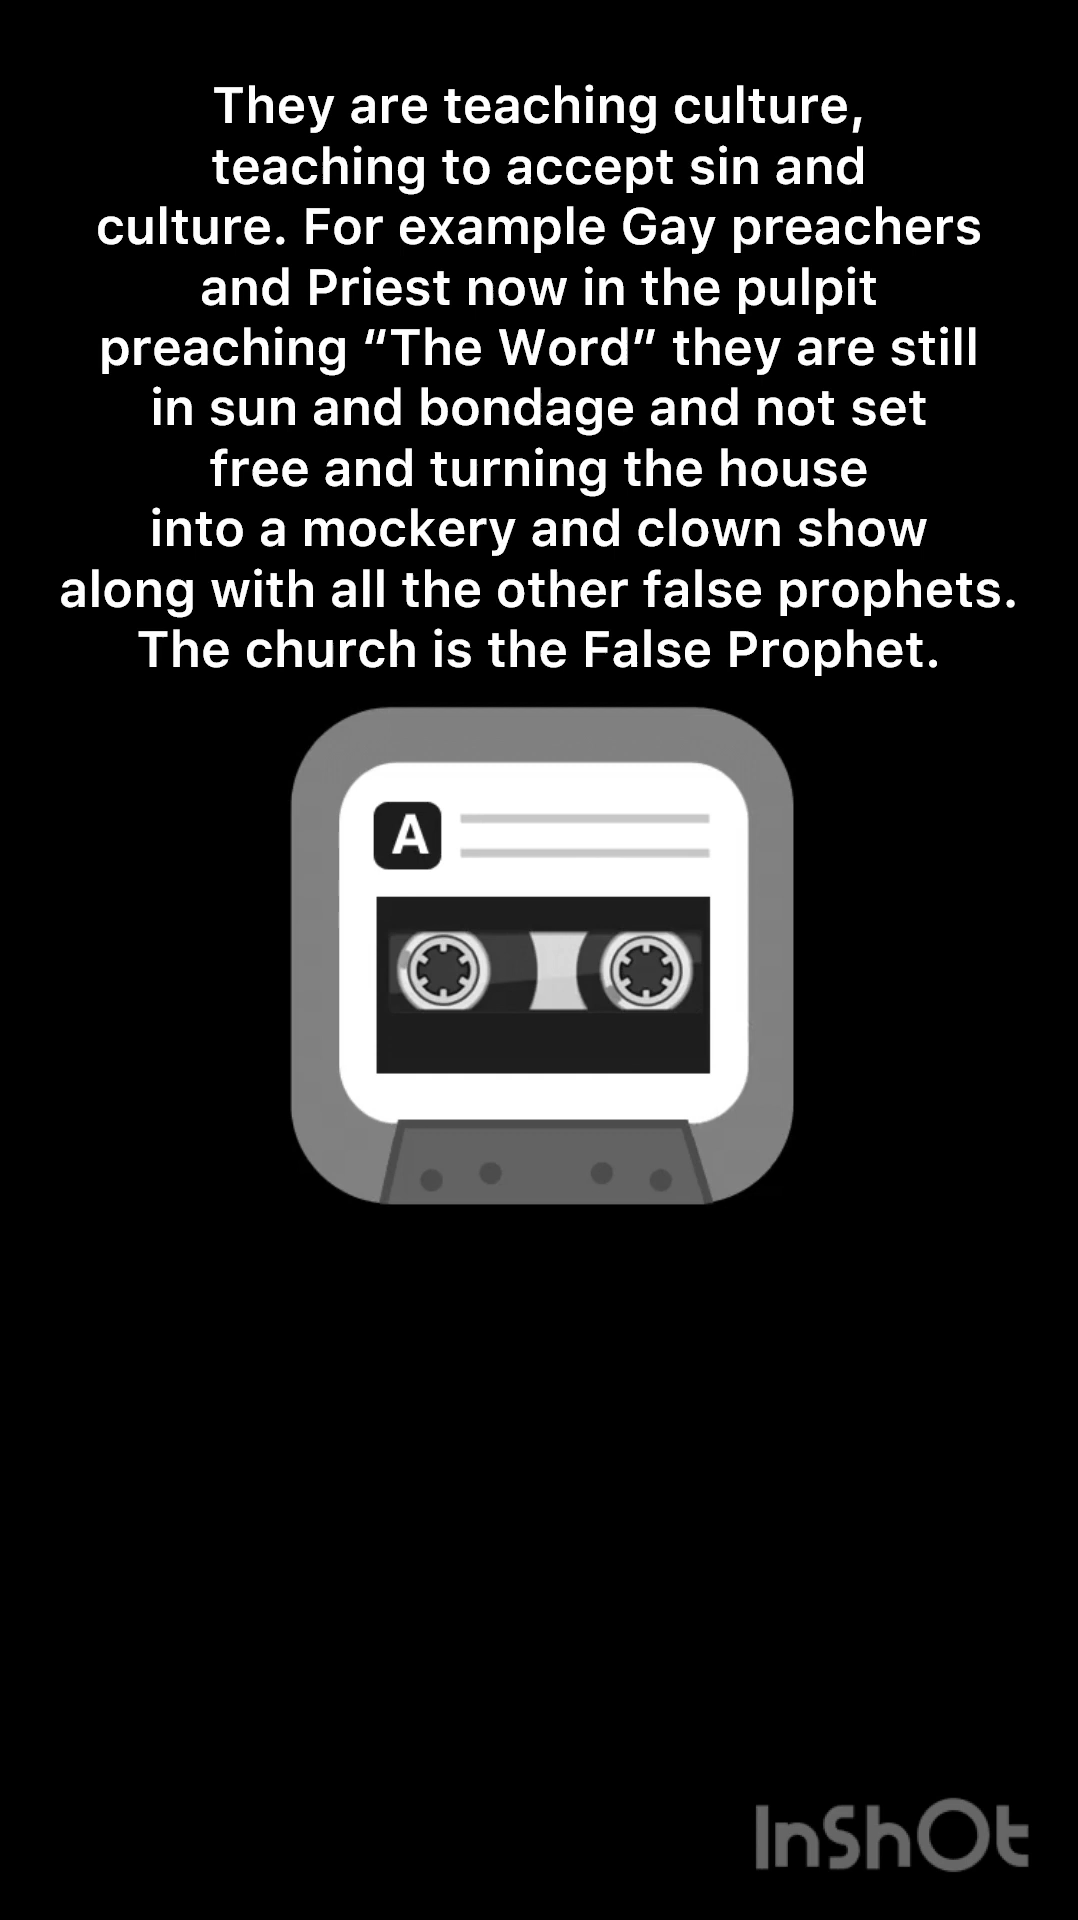 They are teaching culture,
teaching to accept sin and
culture. For example Gay preachers
and Priest now in the pulpit
preaching “The Word” they are still
in sun and bondage and not set
free and turning the house
into a mockery and clown show
along with all the other false prophets.
The church is the False Prophet.
A
InShOt